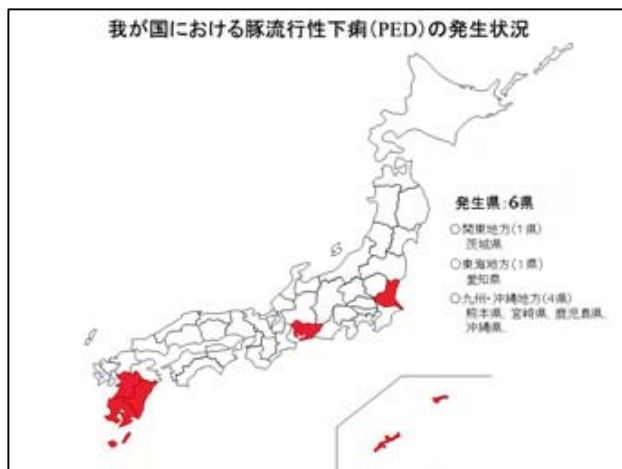 我が国における豚流行性下痢(PED)の発生状況
発生県:6県
○関東地方(1県)
茨城県
○東海地方(1県)
愛知県
○九州・沖縄地方(4県)
熊本県、宮崎県、鹿児島県、
沖縄県、